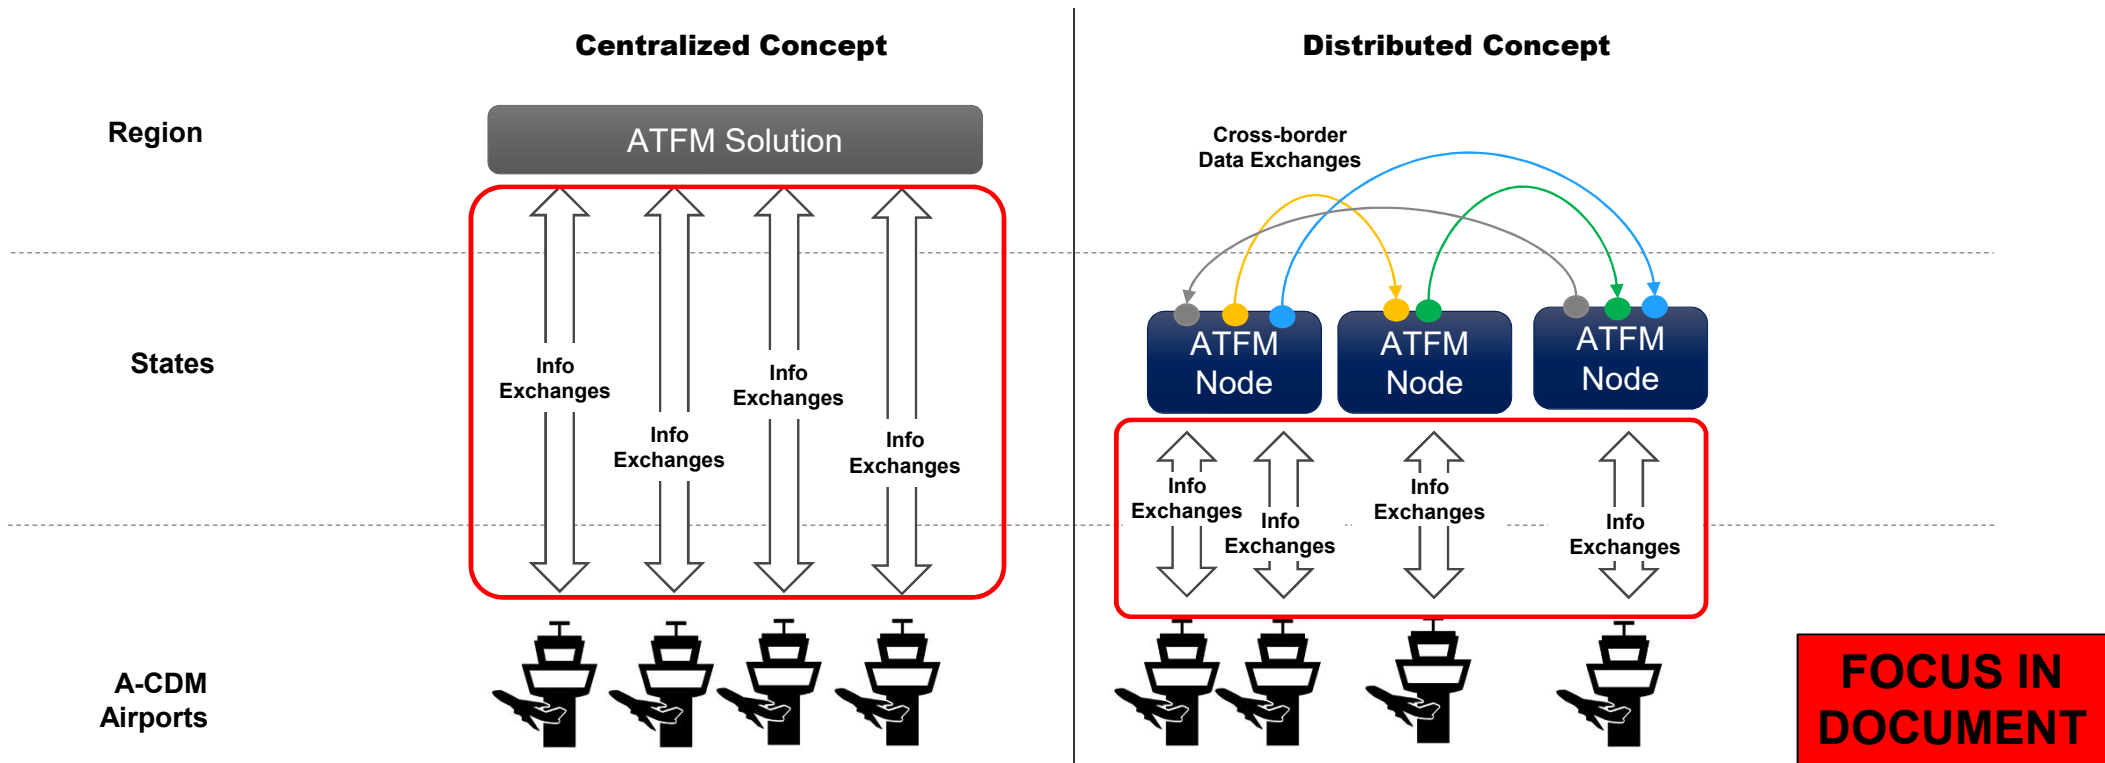 Centralized Concept
Distributed Concept
Region
ATFM Solution
Cross-border
Data Exchanges
States
ATFM
Node
ATFM
Node
ATFM
Node
Info
Exchanges
Info
Exchanges
Info
Exchanges
Info
Exchanges
Info
Exchanges
Info
Exchanges
Info
Exchanges
Info
Exchanges
A-CDM
Airports
FOCUS IN
DOCUMENT